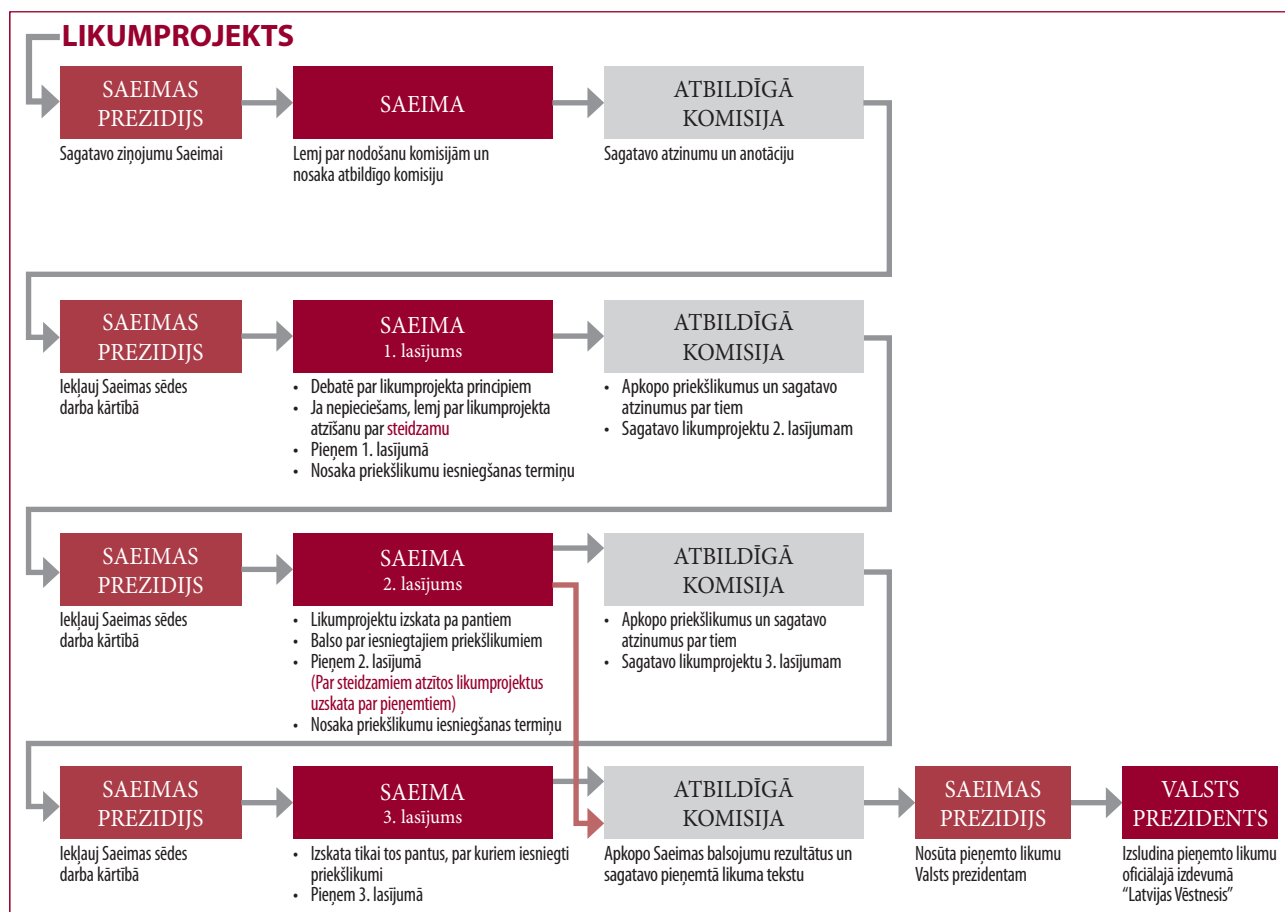 LIKUMPROJEKTS
SAEIMAS
PREZIDIJS
Sagatavo ziņojumu Saeimai
SAEIMA
Lemj par nodošanu komisijām un
nosaka atbildīgo komisiju
ATBILDĪGĀ
KOMISIJA
Sagatavo atzinumu un anotāciju
SAEIMAS
PREZIDIJS
Iekļauj Saeimas sēdes
darba kārtībā
SAEIMA
1. lasījums
• Debatē par likumprojekta principiem
• Ja nepieciešams, lemj par likumprojekta
atzīšanu par steidzamu
• Pieņem 1. lasījumā
• Nosaka priekšlikumu iesniegšanas termiņu
ATBILDĪGĀ
KOMISIJA
• Apkopo priekšlikumus un sagatavo
atzinumus par tiem
• Sagatavo likumprojektu 2. lasījumam
SAEIMAS
PREZIDIJS
Iekļauj Saeimas sēdes
darba kārtībā
SAEIMA
2. lasījums
• Likumprojektu izskata pa pantiem
• Balso par iesniegtajiem priekšlikumiem
• Pieņem 2. lasījumā
(Par steidzamiem atzītos likumprojektus
uzskata par pieņemtiem)
• Nosaka priekšlikumu iesniegšanas termiņu
ATBILDĪGĀ
KOMISIJA
• Apkopo priekšlikumus un sagatavo
atzinumus par tiem
• Sagatavo likumprojektu 3. lasījumam
SAEIMAS
PREZIDIJS
Iekļauj Saeimas sēdes
darba kārtībā
SAEIMA
3. lasījums
• Izskata tikai tos pantus, par kuriem iesniegti
priekšlikumi
• Pieņem 3. lasījumā
ATBILDĪGĀ
KOMISIJA
Apkopo Saeimas balsojumu rezultātus un
sagatavo pieņemtā likuma tekstu
SAEIMAS
PREZIDIJS
Nosūta pieņemto likumu
Valsts prezidentam
VALSTS
PREZIDENTS
Izsludina pieņemto likumu
oficiālajā izdevumā
“Latvijas Vēstnesis”